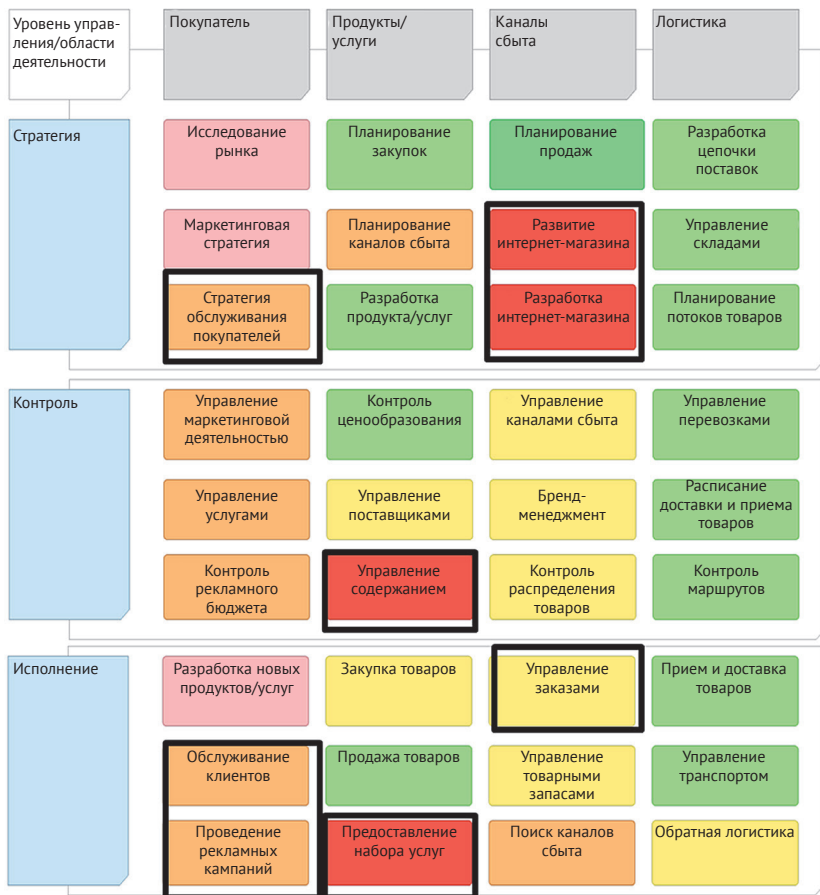 Уровень управ-
ления/области
деятельности
Покупатель
Продукты/
услуги
Каналы
сбыта
Логистика
Стратегия
Исследование
рынка
Планирование
закупок
Планирование
продаж
Разработка
цепочки
поставок
Маркетинговая
стратегия
Планирование
каналов сбыта
Развитие
интернет-магазина
Управление
складами
Стратегия
обслуживания
покупателей
Разработка
продукта/услуг
Разработка
интернет-магазина
Планирование
потоков товаров
Контроль
Управление
маркетинговой
деятельностью
Контроль
ценообразования
Управление
каналами сбыта
Управление
перевозками
Управление
услугами
Управление
поставщиками
Бренд-
менеджмент
Расписание
доставки и приема
товаров
Контроль
рекламного
бюджета
Управление
содержанием
Контроль
распределения
товаров
Контроль
маршрутов
Исполнение
Разработка новых
продуктов/услуг
Закупка товаров
Управление
заказами
Прием и доставка
товаров
Обслуживание
клиентов
Продажа товаров
Управление
товарными
запасами
Управление
транспортом
Проведение
рекламных
кампаний
Предоставление
набора услуг
Поиск каналов
сбыта
Обратная логистика